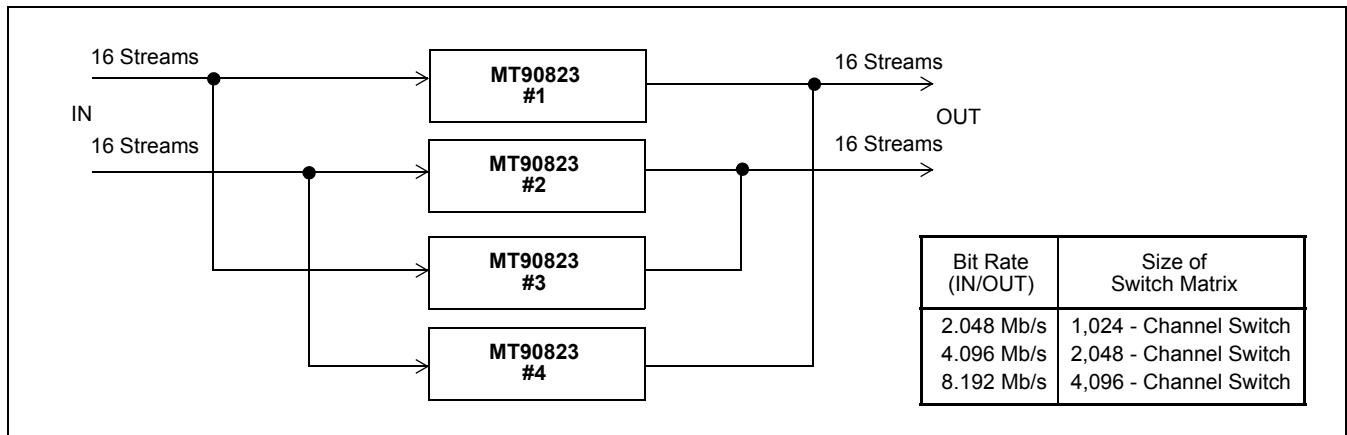 16 Streams
MT90823
#1
16 Streams
IN
OUT
16 Streams
MT90823
#2
16 Streams
MT90823
#3
MT90823
#4
Bit Rate
(IN/OUT)
Size of
Switch Matrix
2.048 Mb/s 1,024 - Channel Switch
4.096 Mb/s 2,048 - Channel Switch
8.192 Mb/s 4,096 - Channel Switch